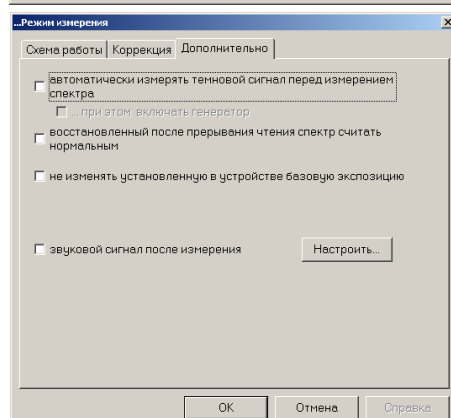 ...Режим измерения
Схема работы Коррекция Дополнительно
автоматически измерять темновой сигнал перед измерением
спектра
... при этом включать генератор
восстановленный после прерывания чтения спектр считать
нормальным
не изменять установленную в устройстве базовую экспозицию
звуковой сигнал после измерения Настроить...
OK Отмена Справка